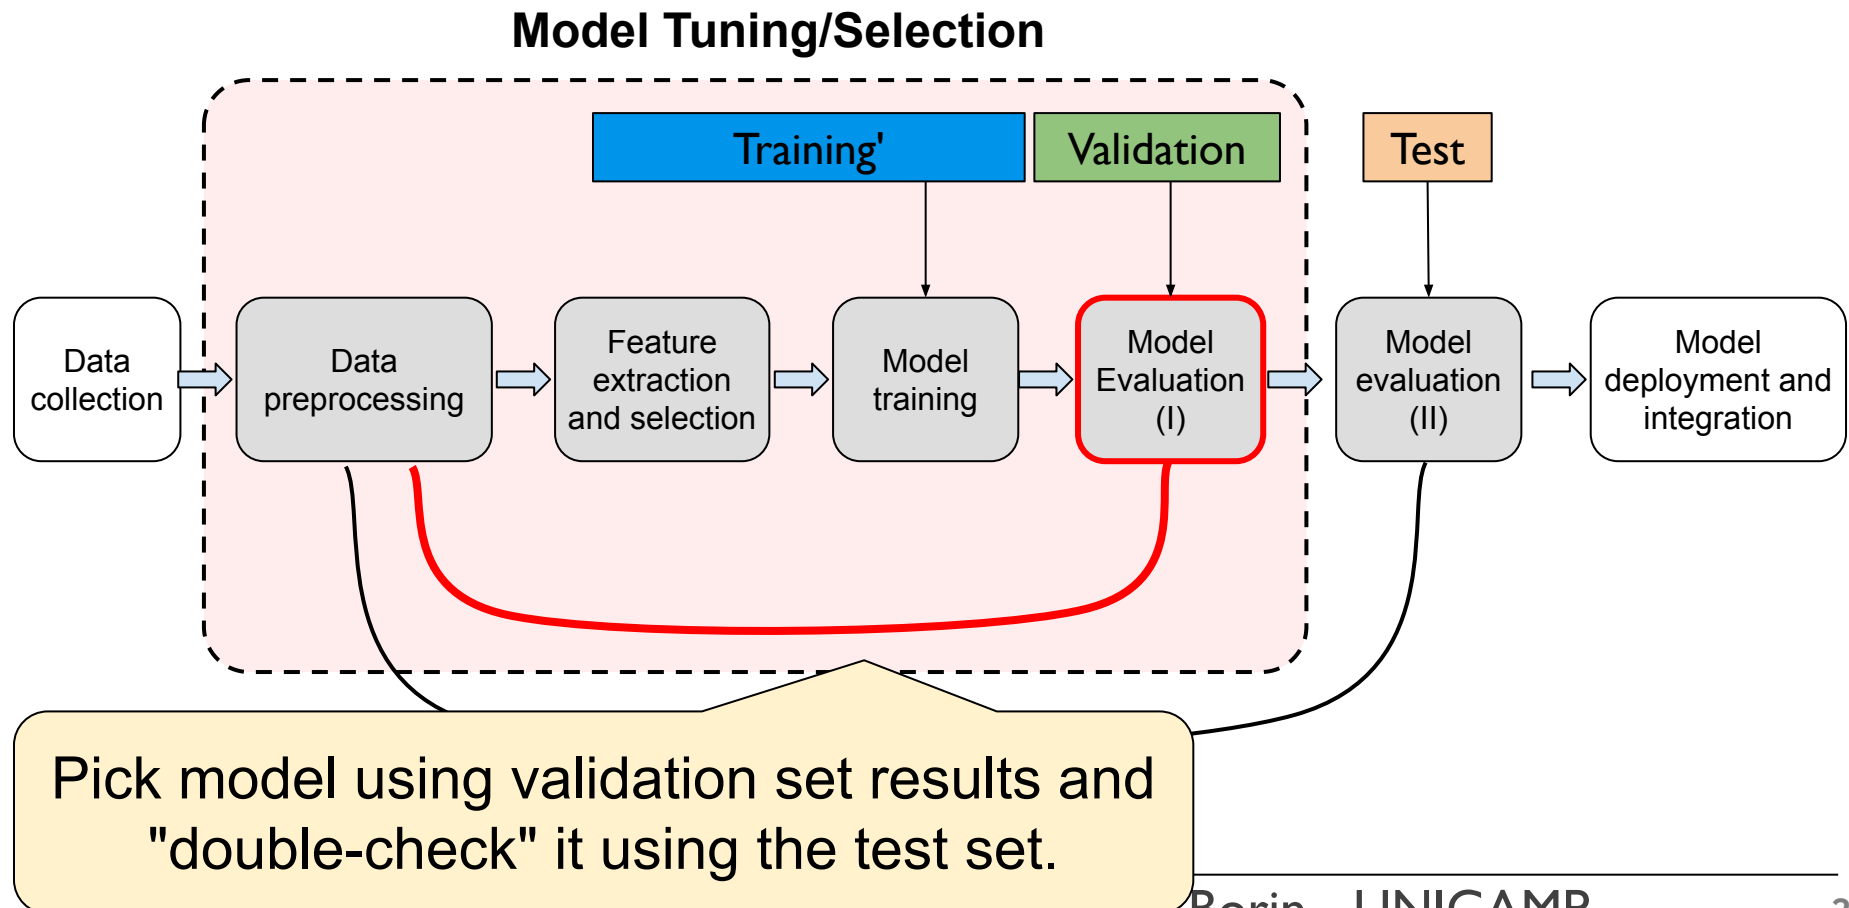 Model Tuning/Selection
Training'
Validation
Test
Data
collection
Data
preprocessing
Feature
extraction
and selection
Model
training
Model
Evaluation
(I)
Model
evaluation
(II)
Model
deployment and
integration
Pick model using validation set results and
"double-check" it using the test set.
Borin – UNICAMP